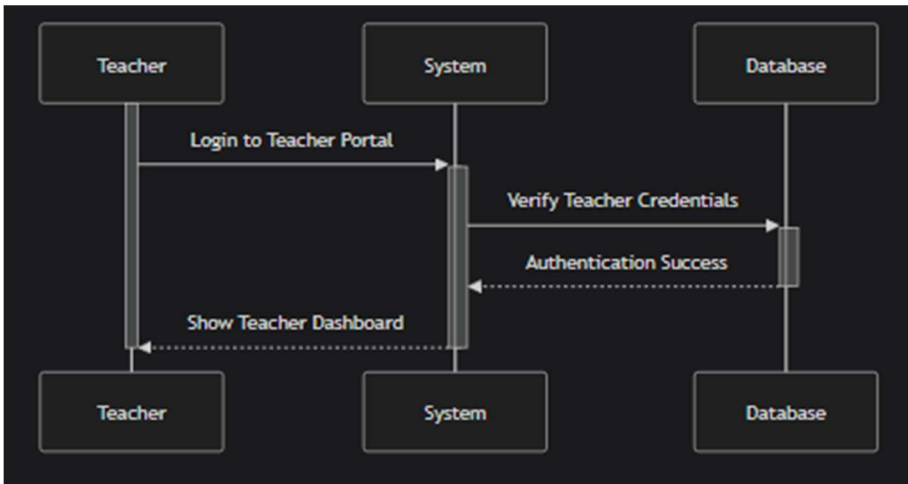 Teacher
System
Database
Login to Teacher Portal
Verify Teacher Credentials
Authentication Success
Show Teacher Dashboard
Teacher
System
Database